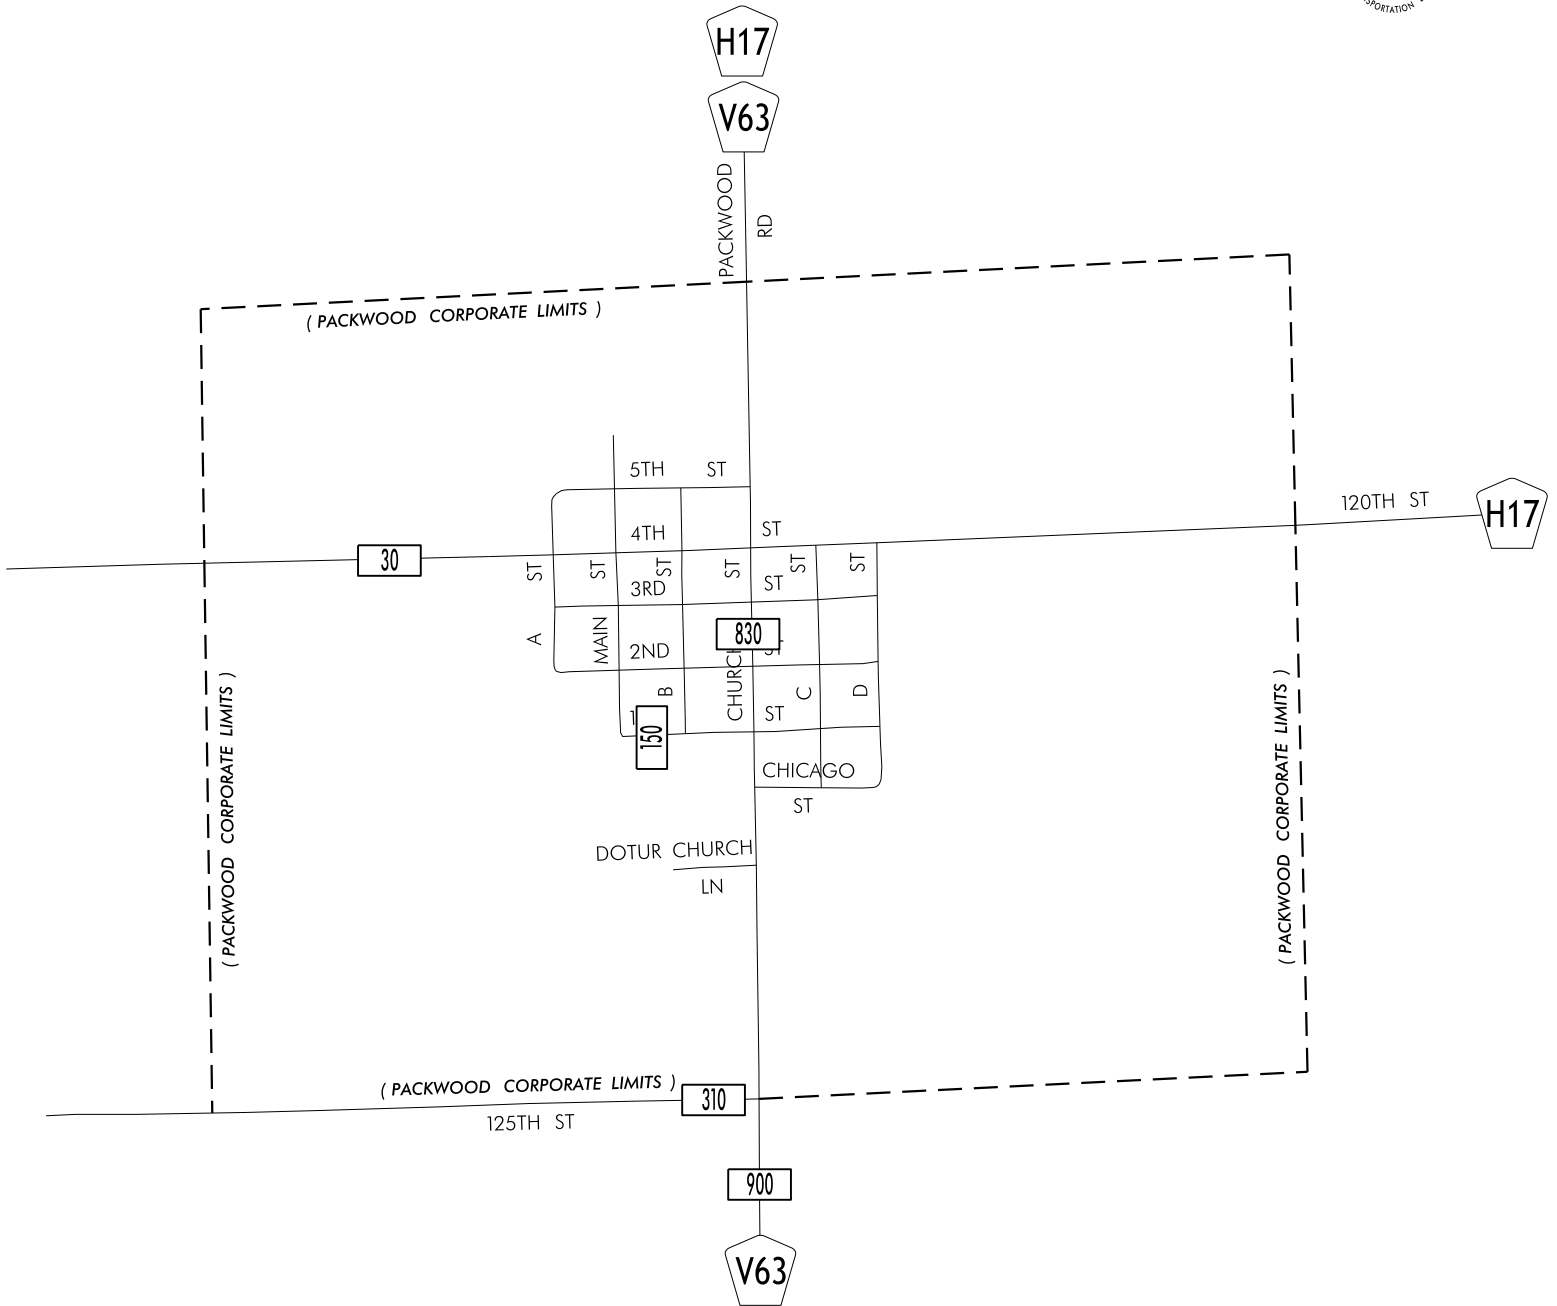 PORTATION
H17
V63
PACKWOOD
RD
( PACKWOOD CORPORATE LIMITS )
5TH ST
120TH ST
H17
4TH ST
30
ST
ST
ST
ST
ST
ST
3RD ST
830
A
MAIN
2ND
B
CHURCH
ST
C
D
150
CHICAGO
ST
( PACKWOOD CORPORATE LIMITS )
( PACKWOOD CORPORATE LIMITS )
DOTUR CHURCH
LN
( PACKWOOD CORPORATE LIMITS )
310
125TH ST
900
V63